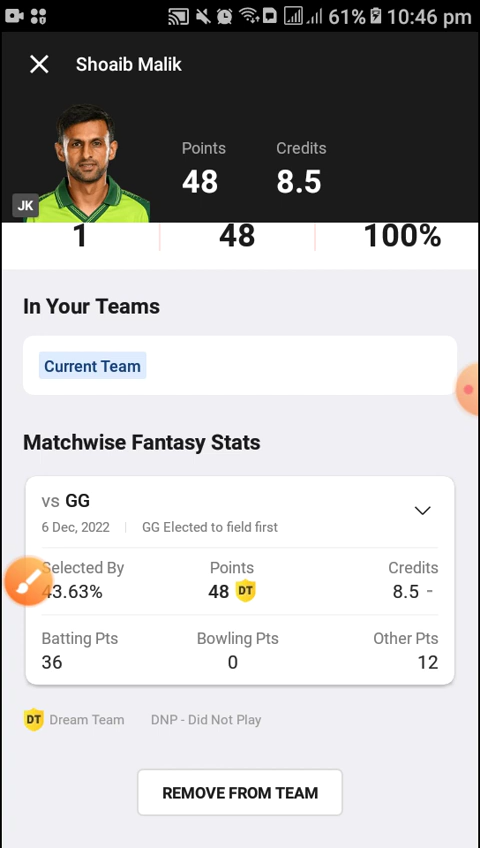 61% 10:46 pm
Shoaib Malik
Points Credits
48 8.5
JK
1 48 100%
In Your Teams
Current Team
Matchwise Fantasy Stats
vs GG
6 Dec, 2022 GG Elected to field first
Selected By Points Credits
43.63% 48 DT 8.5 -
Batting Pts Bowling Pts Other Pts
36 0 12
DT Dream Team DNP - Did Not Play
REMOVE FROM TEAM